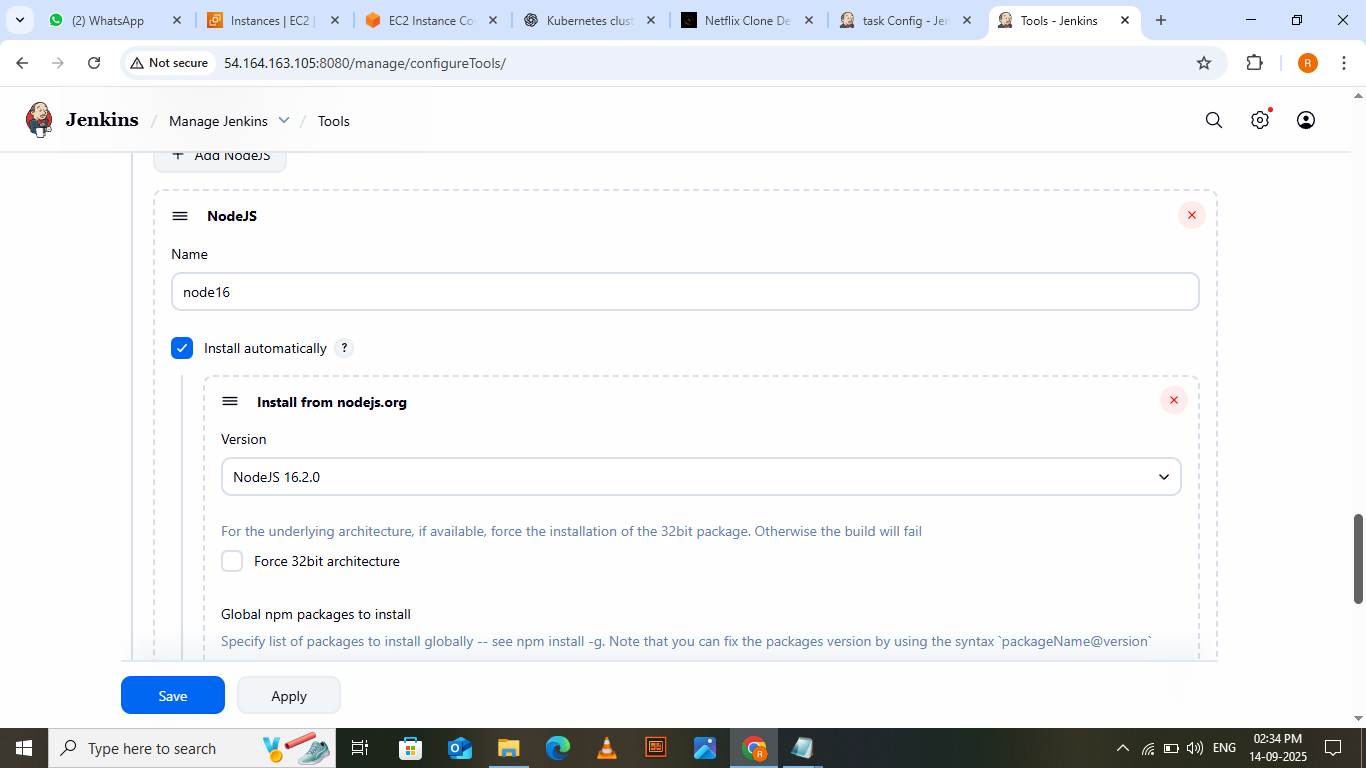 (2) WhatsApp
Instances | EC2 |
EC2 Instance Co
Kubernetes clust
Netflix Clone De
task Config - Jen
Tools - Jenkins
Not secure
54.164.163.105:8080/manage/configureTools/
R
Jenkins / Manage Jenkins / Tools
+ Add NodeJS
NodeJS
Name
node16
Install automatically ?
Install from nodejs.org
Version
NodeJS 16.2.0
For the underlying architecture, if available, force the installation of the 32bit package. Otherwise the build will fail
Force 32bit architecture
Global npm packages to install
Specify list of packages to install globally -- see npm install -g. Note that you can fix the packages version by using the syntax `packageName@version`
Save
Apply
Type here to search
ENG
02:34 PM
14-09-2025